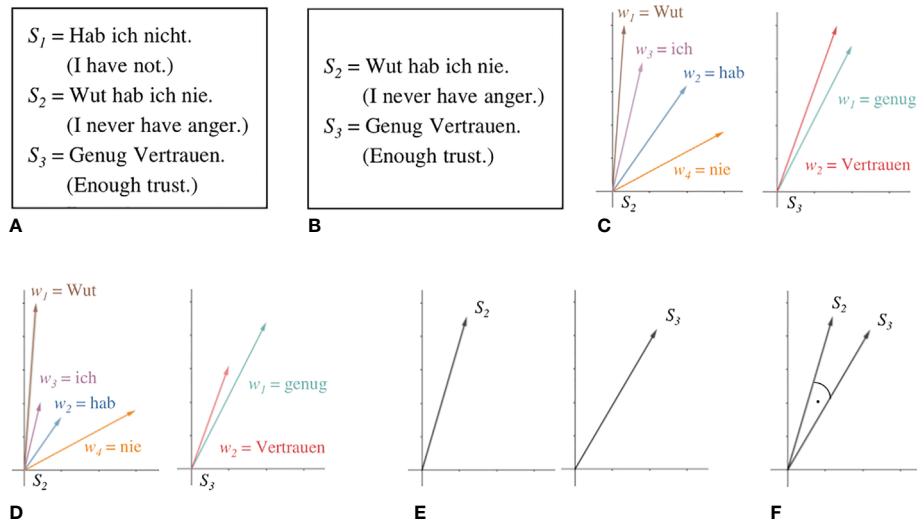 S1 = Hab ich nicht.
(I have not.)
S2 = Wut hab ich nie.
(I never have anger.)
S3 = Genug Vertrauen.
(Enough trust.)
A
S2 = Wut hab ich nie.
(I never have anger.)
S3 = Genug Vertrauen.
(Enough trust.)
B
w1 = Wut
w3 = ich
w2 = hab
w4 = nie
S2
w1 = genug
w2 = Vertrauen
S3
C
w1 = Wut
w3 = ich
w2 = hab
w4 = nie
S2
w1 = genug
w2 = Vertrauen
S3
D
S2
S3
E
S2
S3
F